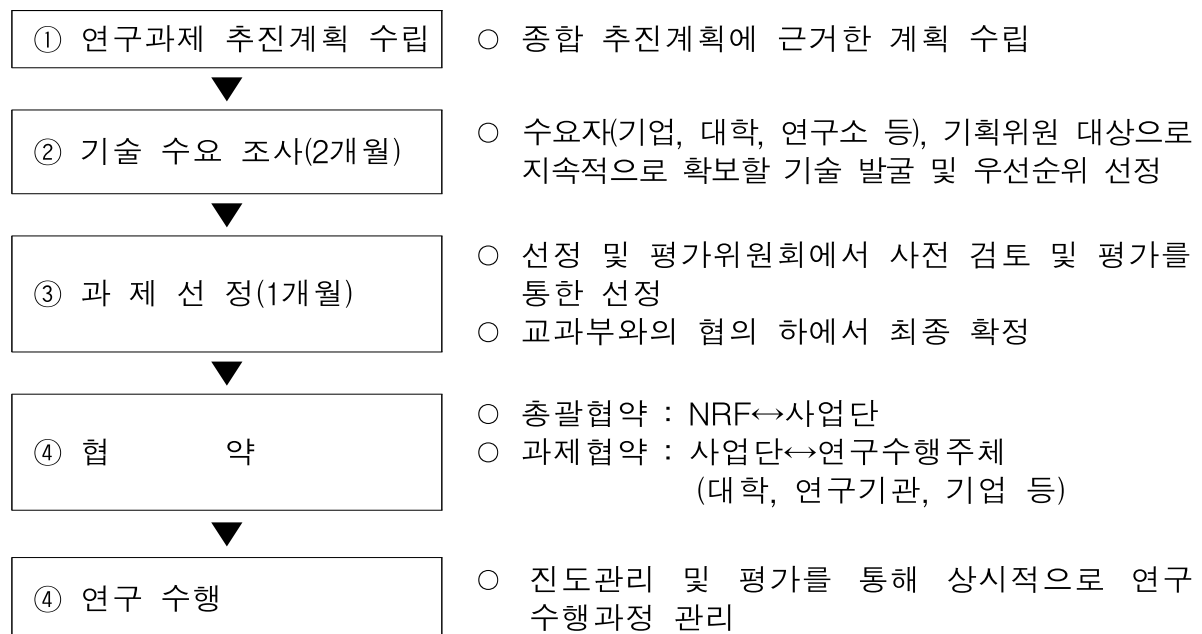 ① 연구과제 추진계획 수립
○ 종합 추진계획에 근거한 계획 수립
▼
② 기술 수요 조사(2개월)
○ 수요자(기업, 대학, 연구소 등), 기획위원 대상으로
지속적으로 확보할 기술 발굴 및 우선순위 선정
▼
③ 과 제 선 정(1개월)
○ 선정 및 평가위원회에서 사전 검토 및 평가를
통한 선정
○ 교과부와의 협의 하에서 최종 확정
▼
④ 협 약
○ 총괄협약 : NRF↔사업단
○ 과제협약 : 사업단↔연구수행주체
(대학, 연구기관, 기업 등)
▼
④ 연구 수행
○ 진도관리 및 평가를 통해 상시적으로 연구
수행과정 관리